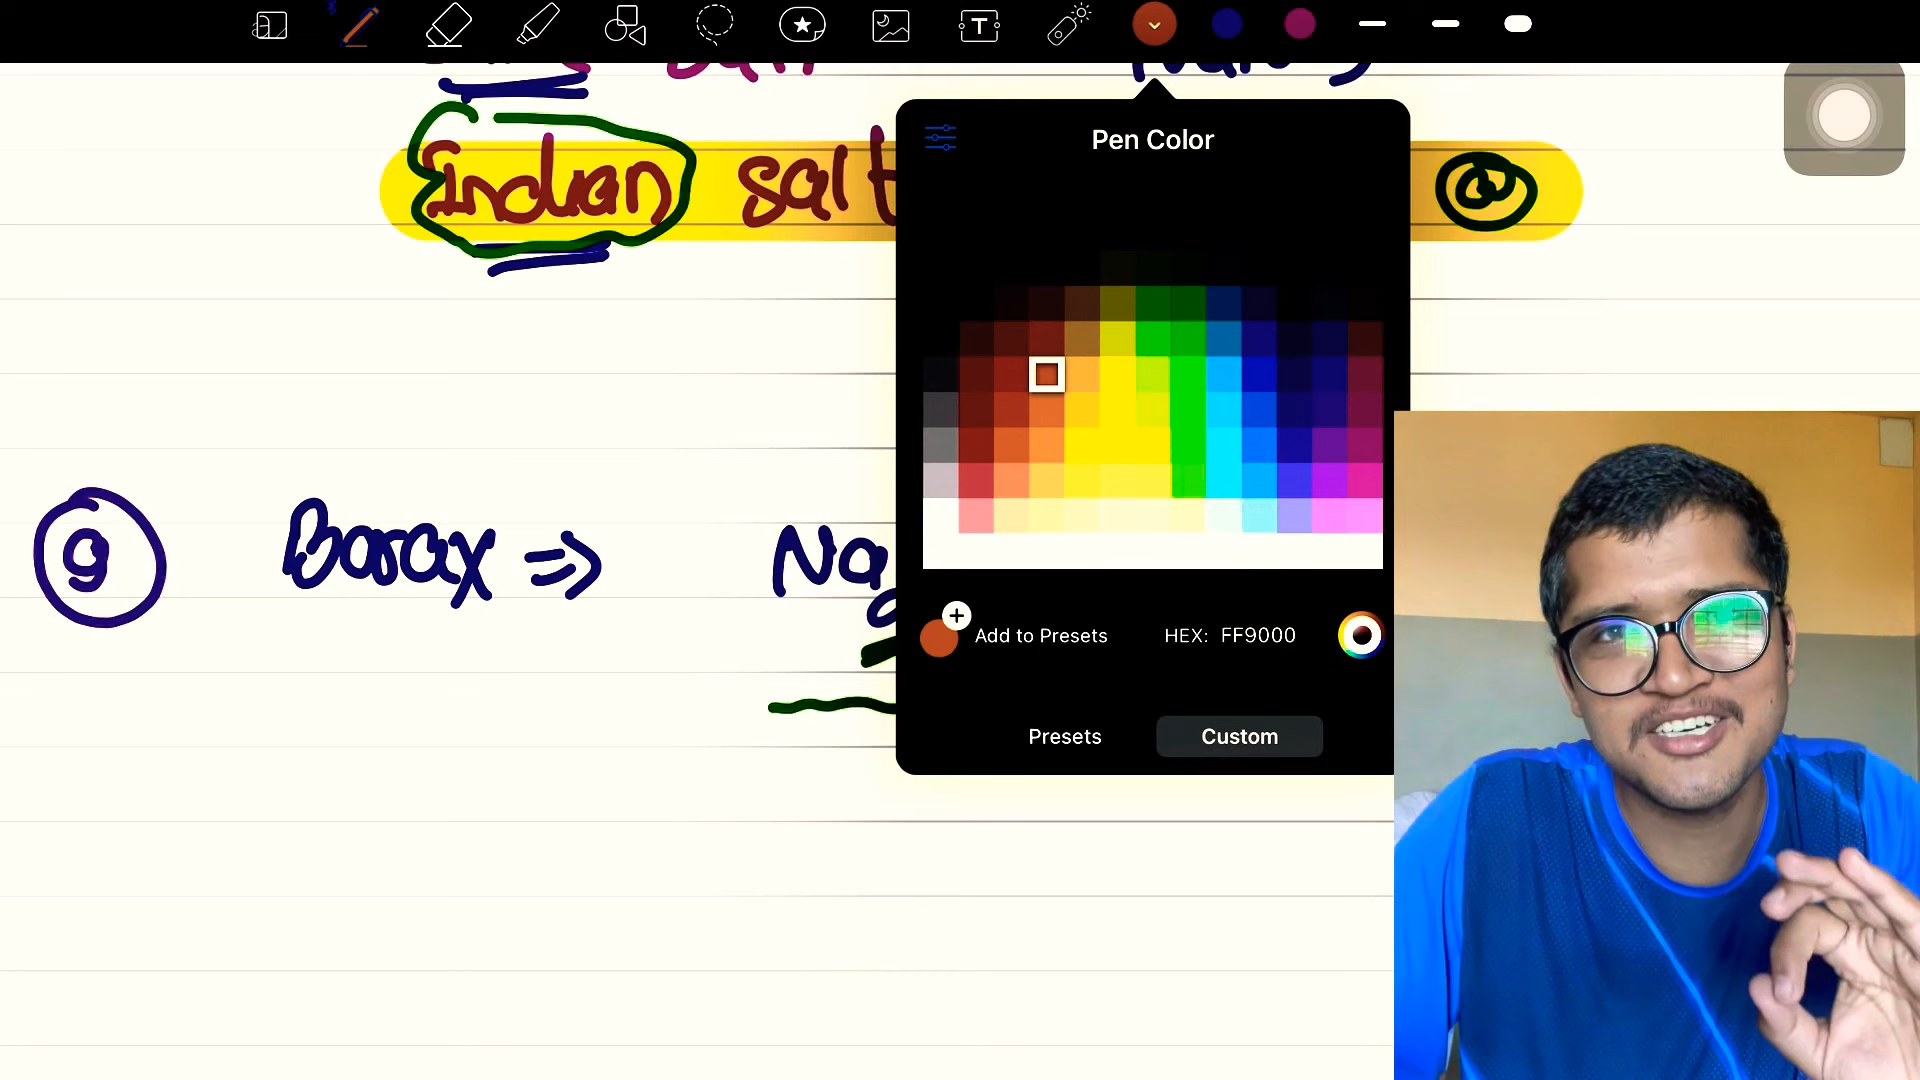 T
Pen Color
Indian salt
9 Borax ⇒ Na
+ Add to Presets HEX: FF9000
Presets Custom